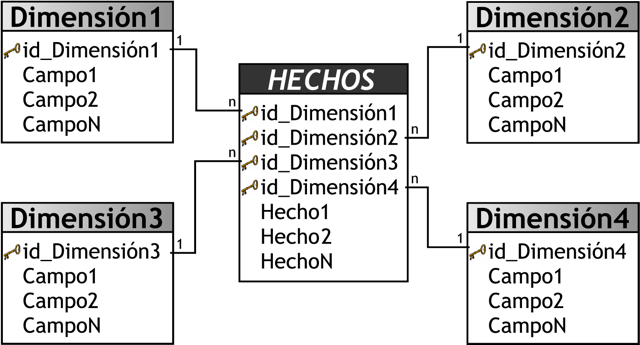 Dimensión1
id_Dimensión1
Campo1
Campo2
CampoN
1
n
HECHOS
id_Dimensión1
id_Dimensión2
id_Dimensión3
id_Dimensión4
Hecho1
Hecho2
HechoN
n
n
n
Dimensión2
id_Dimensión2
Campo1
Campo2
CampoN
1
Dimensión3
id_Dimensión3
Campo1
Campo2
CampoN
1
Dimensión4
id_Dimensión4
Campo1
Campo2
CampoN
1